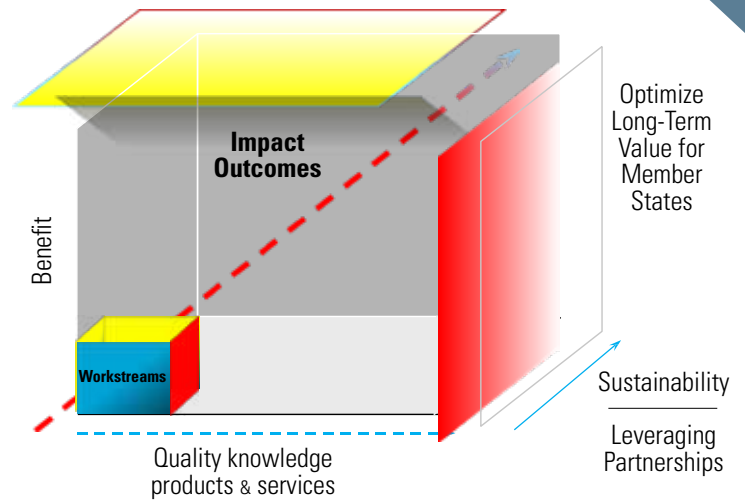 Impact
Outcomes
Optimize
Long-Term
Value for
Member
States
Benefit
Workstreams
Sustainability
Leveraging
Partnerships
Quality knowledge
products & services